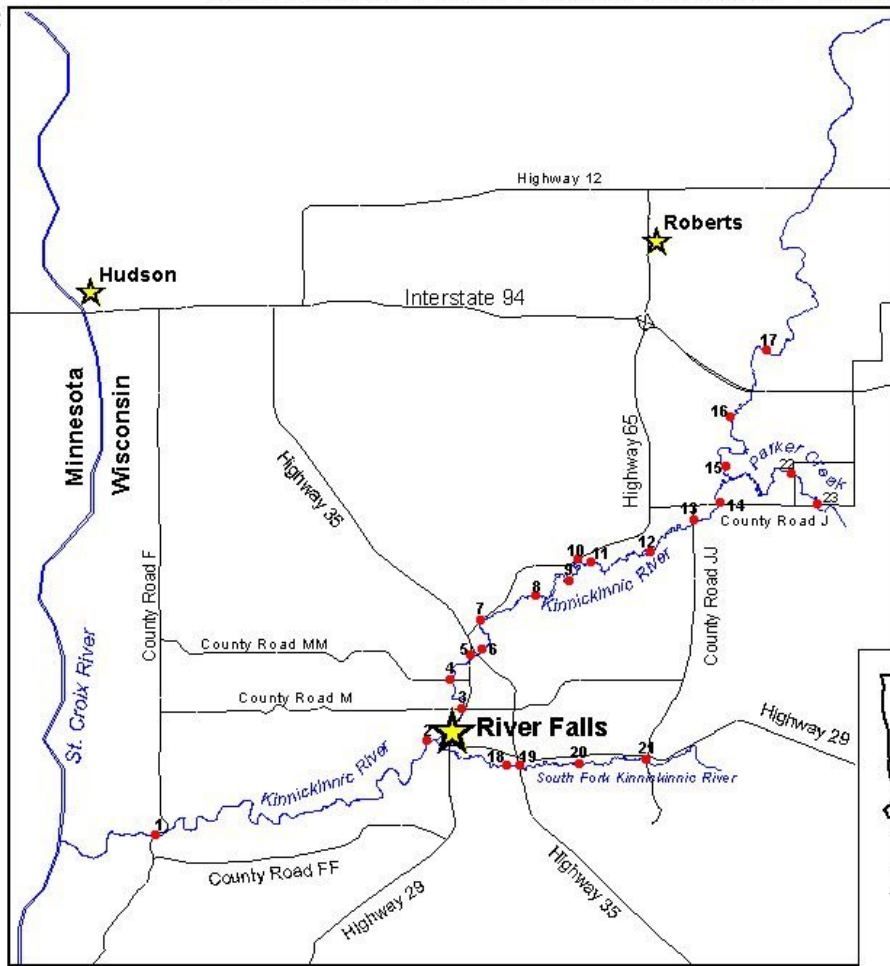 Highway 12
Roberts
Hudson
Interstate 94
17
Minnesota
Wisconsin
Highway 65
16
Highway 35
Parker Creek
15
22
23
14
13
County Road J
12
County Road F
10
11
9
Kinnickinnic River
8
County Road JJ
7
County Road MM
5
6
4
St. Croix River
County Road M
3
River Falls
Highway 29
2
21
18
19
20
South Fork Kinnickinnic River
Kinnickinnic River
1
County Road FF
Highway 29
Highway 35